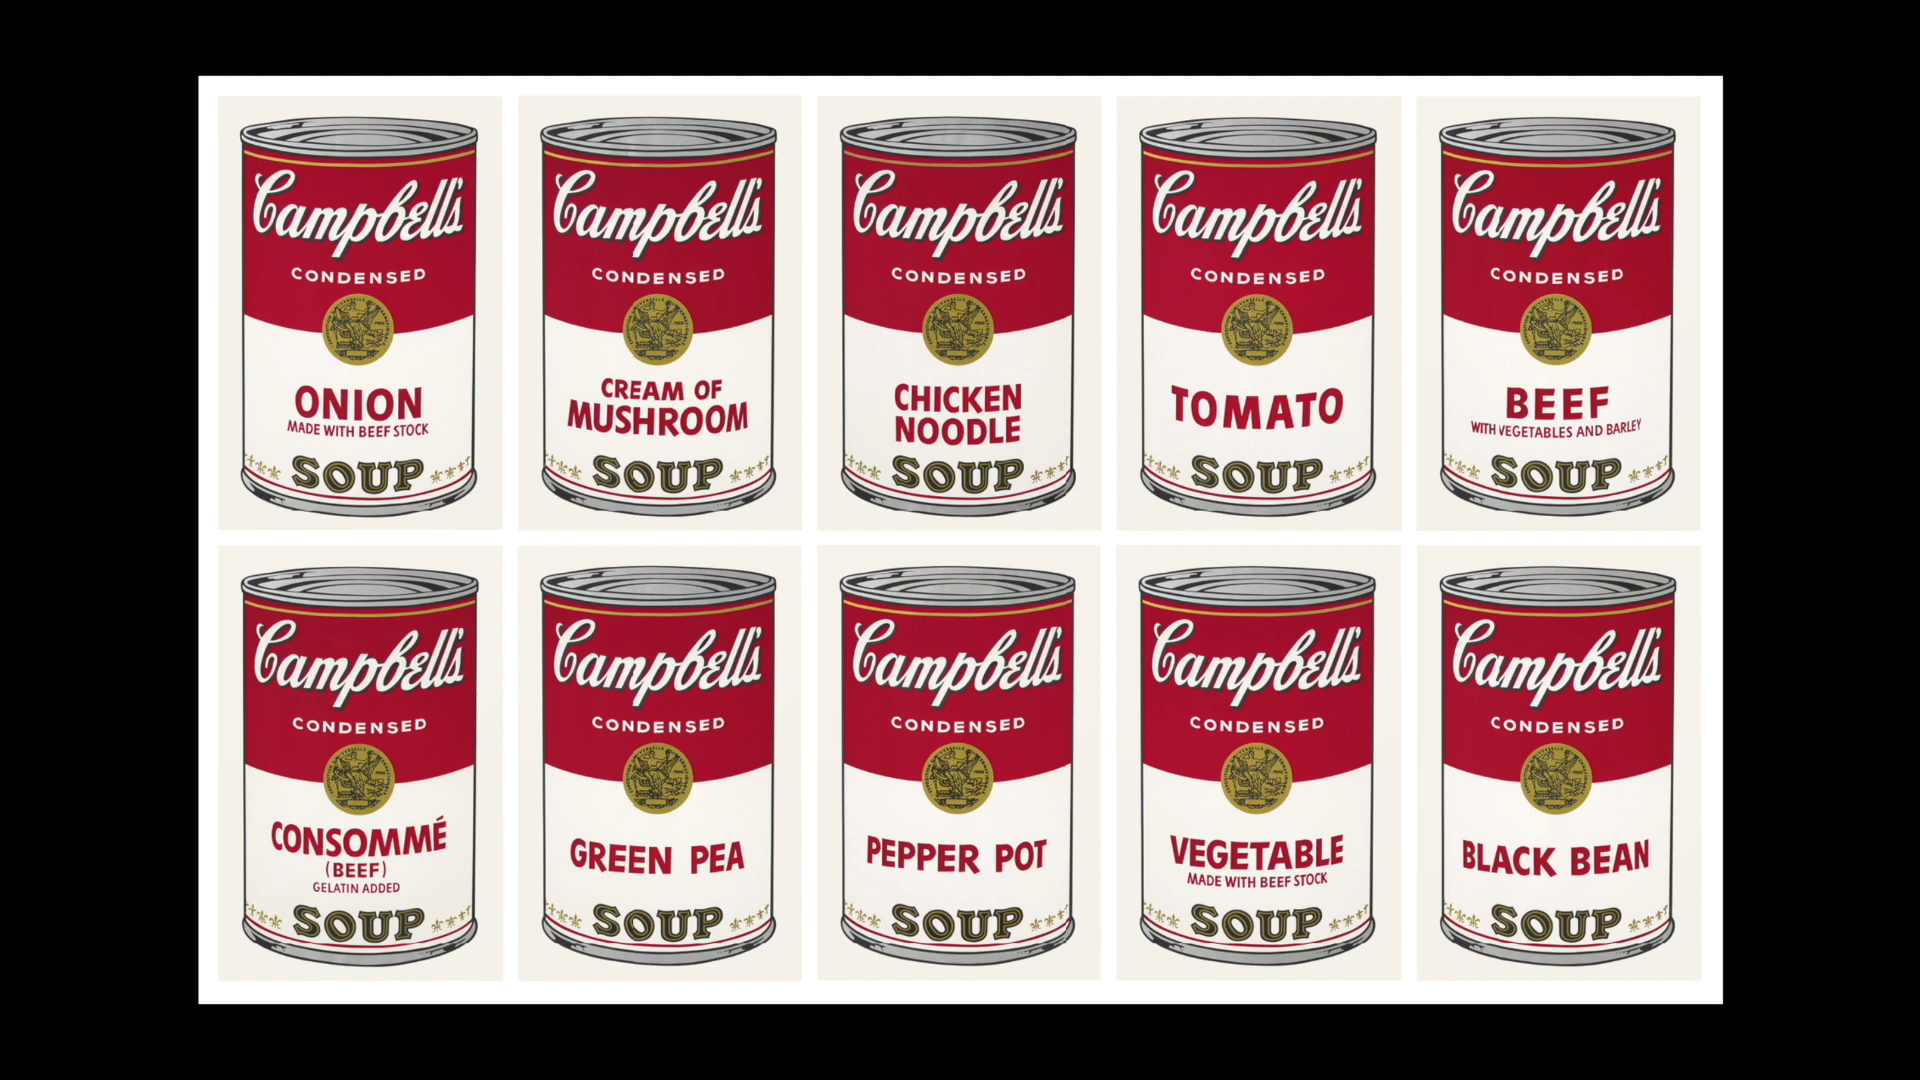 Campbell's
CONDENSED
ONION
MADE WITH BEEF STOCK
SOUP
Campbell's
CONDENSED
CREAM OF
MUSHROOM
SOUP
Campbell's
CONDENSED
CHICKEN
NOODLE
SOUP
Campbell's
CONDENSED
TOMATO
SOUP
Campbell's
CONDENSED
BEEF
WITH VEGETABLES AND BARLEY
SOUP
Campbell's
CONDENSED
CONSOMMÉ
(BEEF)
GELATIN ADDED
SOUP
Campbell's
CONDENSED
GREEN PEA
SOUP
Campbell's
CONDENSED
PEPPER POT
SOUP
Campbell's
CONDENSED
VEGETABLE
MADE WITH BEEF STOCK
SOUP
Campbell's
CONDENSED
BLACK BEAN
SOUP